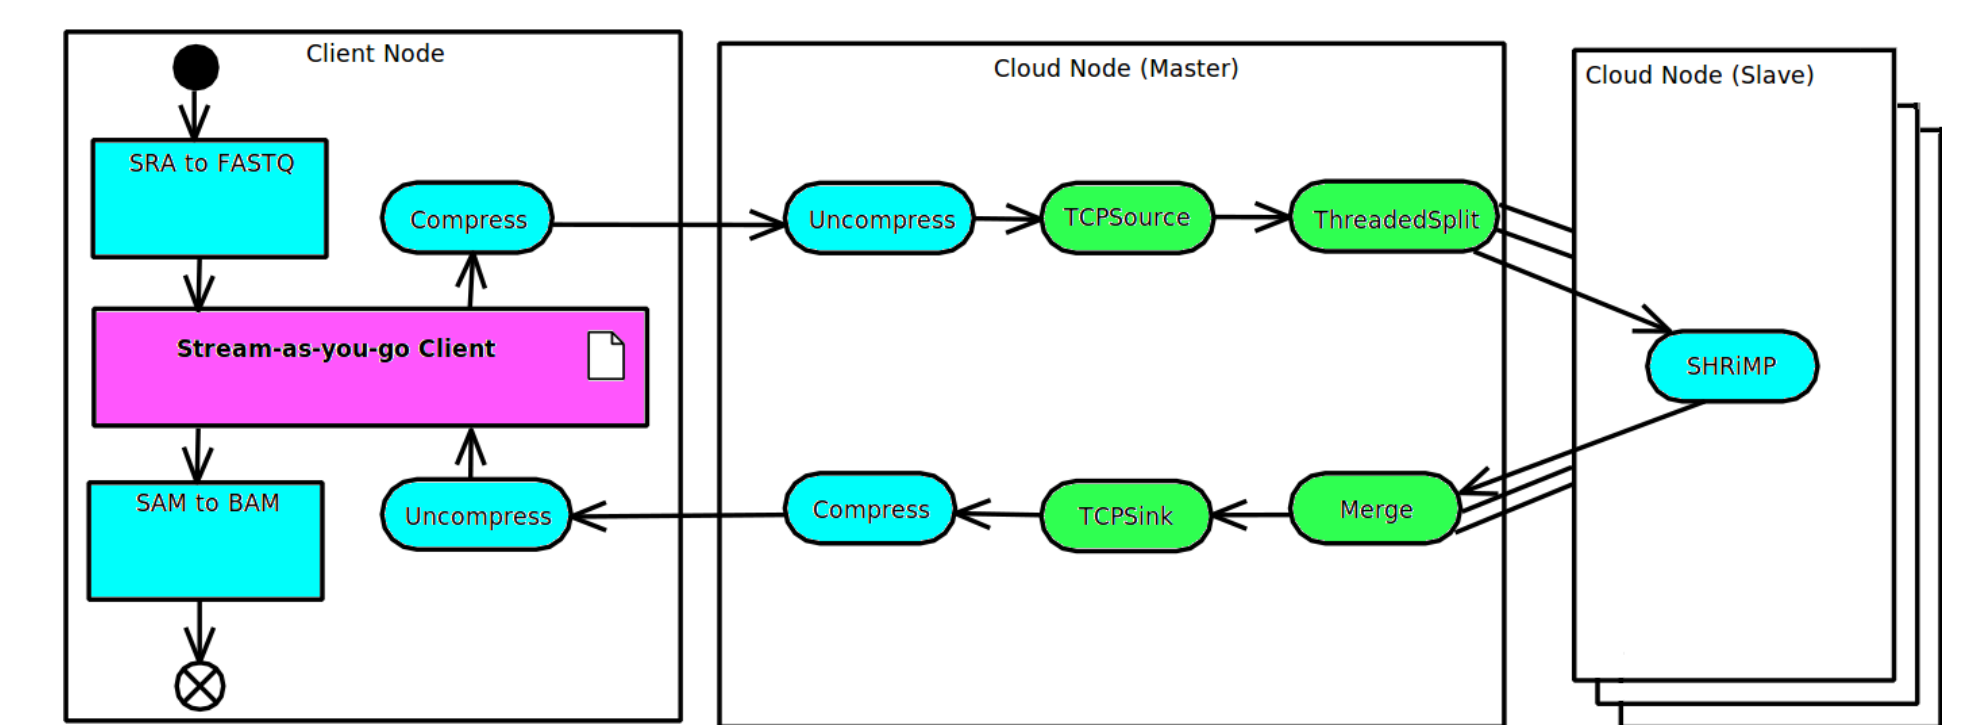 Client Node
SRA to FASTQ
Compress
Stream-as-you-go Client
SAM to BAM
Uncompress
Cloud Node (Master)
Uncompress
TCPSource
ThreadedSplit
Compress
TCPSink
Merge
Cloud Node (Slave)
SHRiMP